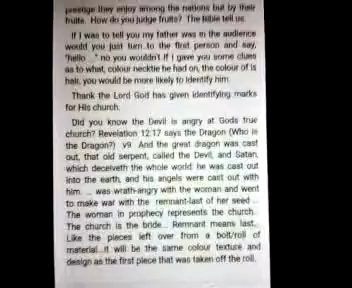 prestige they enjoy among the nations but by their
fruits. How do you judge fruits? The Bible tell us.
If I was to tell you my father was in the audience
would you just turn to the first person and say,
"hello ..." no you wouldn't If I gave you some clues
as to what, colour necktie he had on, the colour of is
hair, you would be more likely to identify him.
Thank the Lord God has given identifying marks
for His church.
Did you know the Devil is angry at Gods true
church? Revelation 12:17 says the Dragon (Who is
the Dragon?) v9. And the great dragon was cast
out, that old serpent, called the Devil, and Satan,
which deceiveth the whole world: he was cast out
into the earth, and his angels were cast out with
him. ... was wrath-angry with the woman and went
to make war with the remnant-last of her seed ...
The woman in prophecy represents the church.
The church is the bride... Remnant means last...
Like the pieces left over from a bolt/roll of
material...It will be the same colour texture and
design as the first piece that was taken off the roll.